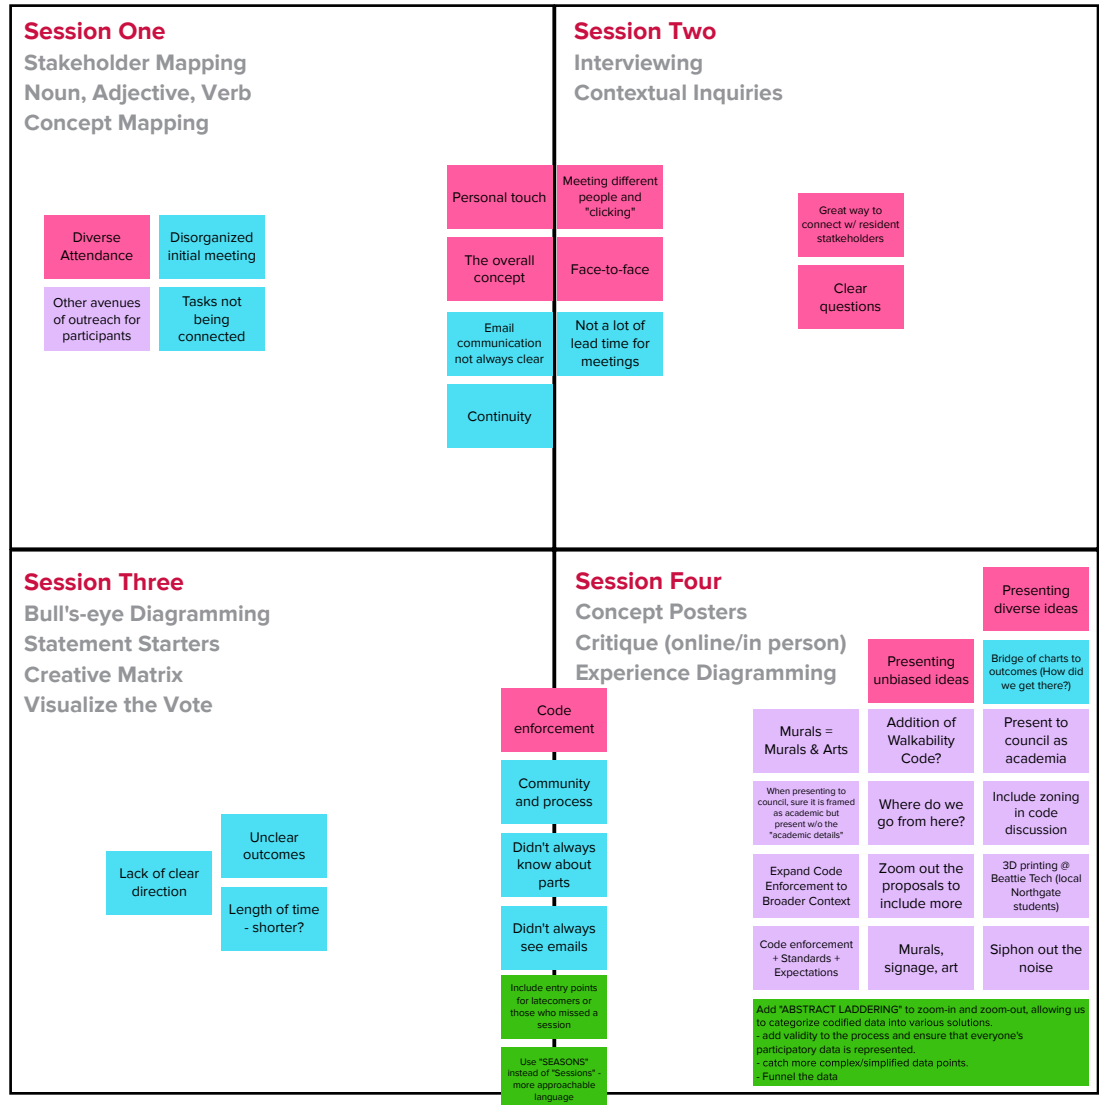 Session One
Stakeholder Mapping
Noun, Adjective, Verb
Concept Mapping
Session Two
Interviewing
Contextual Inquiries
Diverse
Attendance
Disorganized
initial meeting
Other avenues
of outreach for
participants
Tasks not
being
connected
Personal touch
Meeting different
people and
"clicking"
The overall
concept
Face-to-face
Email
communication
not always clear
Not a lot of
lead time for
meetings
Continuity
Great way to
connect w/ resident
statkeholders
Clear
questions
Session Three
Bull's-eye Diagramming
Statement Starters
Creative Matrix
Visualize the Vote
Lack of clear
direction
Unclear
outcomes
Length of time
- shorter?
Code
enforcement
Community
and process
Didn't always
know about
parts
Didn't always
see emails
Include entry points
for latecomers or
those who missed a
session
Use "SEASONS"
instead of "Sessions" -
more approachable
language
Session Four
Concept Posters
Critique (online/in person)
Experience Diagramming
Presenting
diverse ideas
Presenting
unbiased ideas
Bridge of charts to
outcomes (How did
we get there?)
Murals =
Murals & Arts
Addition of
Walkability
Code?
Present to
council as
academia
When presenting to
council, sure it is framed
as academic but
present w/o the
"academic details"
Where do we
go from here?
Include zoning
in code
discussion
Expand Code
Enforcement to
Broader Context
Zoom out the
proposals to
include more
3D printing @
Beattie Tech (local
Northgate
students)
Code enforcement
+ Standards +
Expectations
Murals,
signage, art
Siphon out the
noise
Add "ABSTRACT LADDERING" to zoom-in and zoom-out, allowing us
to categorize codified data into various solutions.
- add validity to the process and ensure that everyone's
participatory data is represented.
- catch more complex/simplified data points.
- Funnel the data